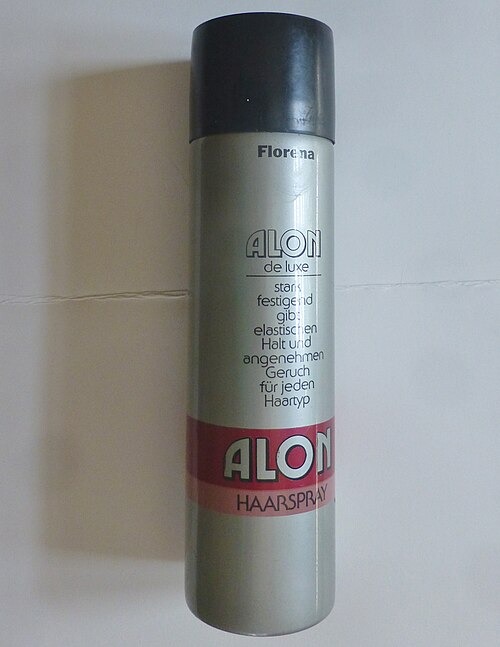 Florena
ALON
de luxe
stark
festigend
gibt
elastischen
Halt und
angenehmen
Geruch
für jeden
Haartyp
ALON
HAARSPRAY